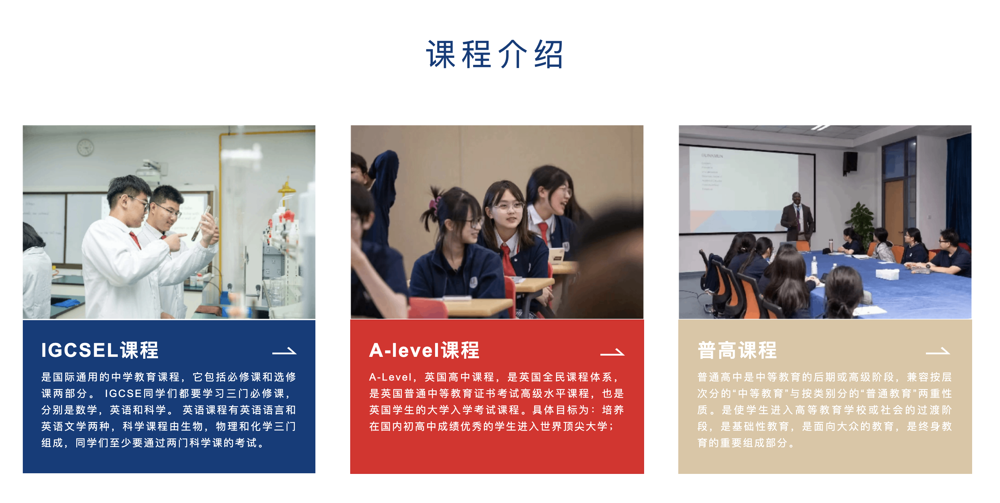 课程介绍
ULINKMUN
IGCSEL课程
是国际通用的中学教育课程，它包括必修课和选修
课两部分。 IGCSE同学们都要学习三门必修课，
分别是数学，英语和科学。 英语课程有英语语言和
英语文学两种，科学课程由生物，物理和化学三门
组成，同学们至少要通过两门科学课的考试。
A-level课程
A-Level，英国高中课程，是英国全民课程体系，
是英国普通中等教育证书考试高级水平课程，也是
英国学生的大学入学考试课程。具体目标为：培养
在国内初高中成绩优秀的学生进入世界顶尖大学；
普高课程
普通高中是中等教育的后期或高级阶段，兼容按层
次分的“中等教育”与按类别分的“普通教育”两重性
质。是使学生进入高等教育学校或社会的过渡阶
段，是基础性教育，是面向大众的教育，是终身教
育的重要组成部分。